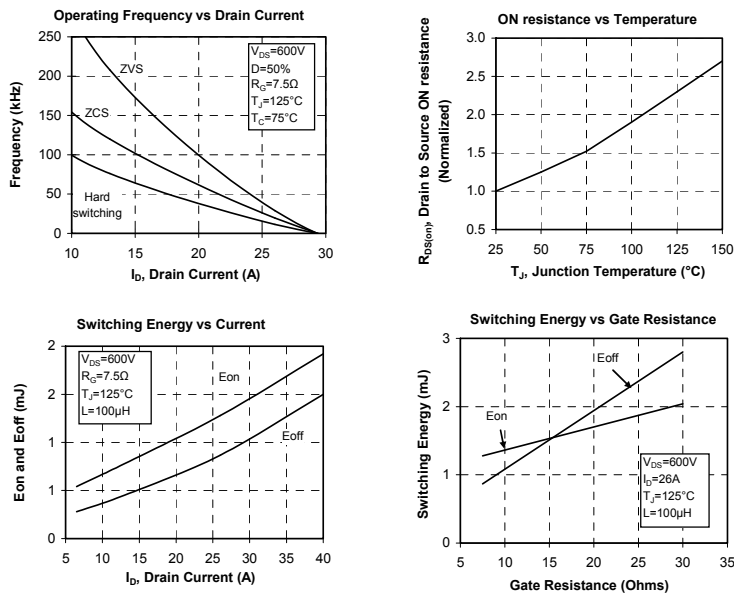 Operating Frequency vs Drain Current
250
200
150
100
50
0
10
15
20
25
30
Frequency (kHz)
I_D, Drain Current (A)
ZVS
ZCS
Hard
switching
V_DS=600V
D=50%
R_G=7.5Ω
T_J=125°C
T_C=75°C
ON resistance vs Temperature
3.0
2.5
2.0
1.5
1.0
0.5
25
50
75
100
125
150
R_DS(on), Drain to Source ON resistance
(Normalized)
T_J, Junction Temperature (°C)
Switching Energy vs Current
2
2
1
1
0
5
10
15
20
25
30
35
40
Eon and Eoff (mJ)
I_D, Drain Current (A)
V_DS=600V
R_G=7.5Ω
T_J=125°C
L=100µH
Eon
Eoff
Switching Energy vs Gate Resistance
3
2
1
0
5
10
15
20
25
30
35
Switching Energy (mJ)
Gate Resistance (Ohms)
Eoff
Eon
V_DS=600V
I_D=26A
T_J=125°C
L=100µH